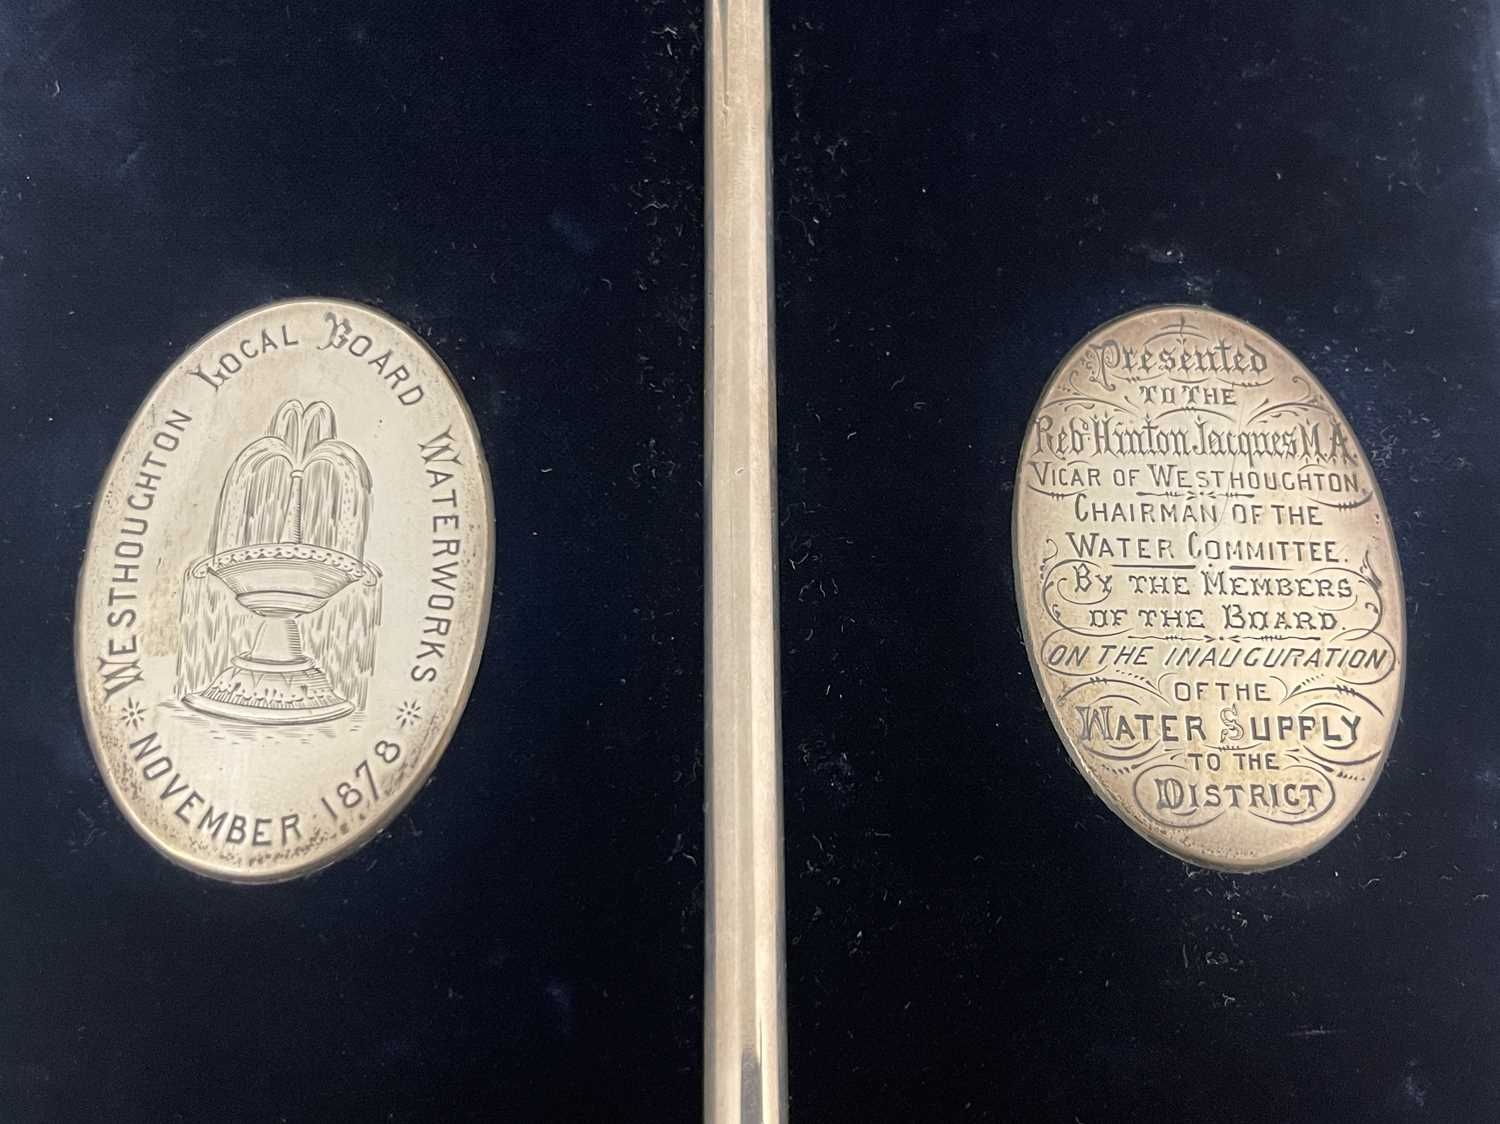 Westhoughton Local Board Waterworks
* November 1878 *
Presented
to the
Revd Hinton Jacques M.A.
Vicar of Westhoughton.
Chairman of the
Water Committee.
By the Members
of the Board.
on the inauguration
of the
Water Supply
to the
District